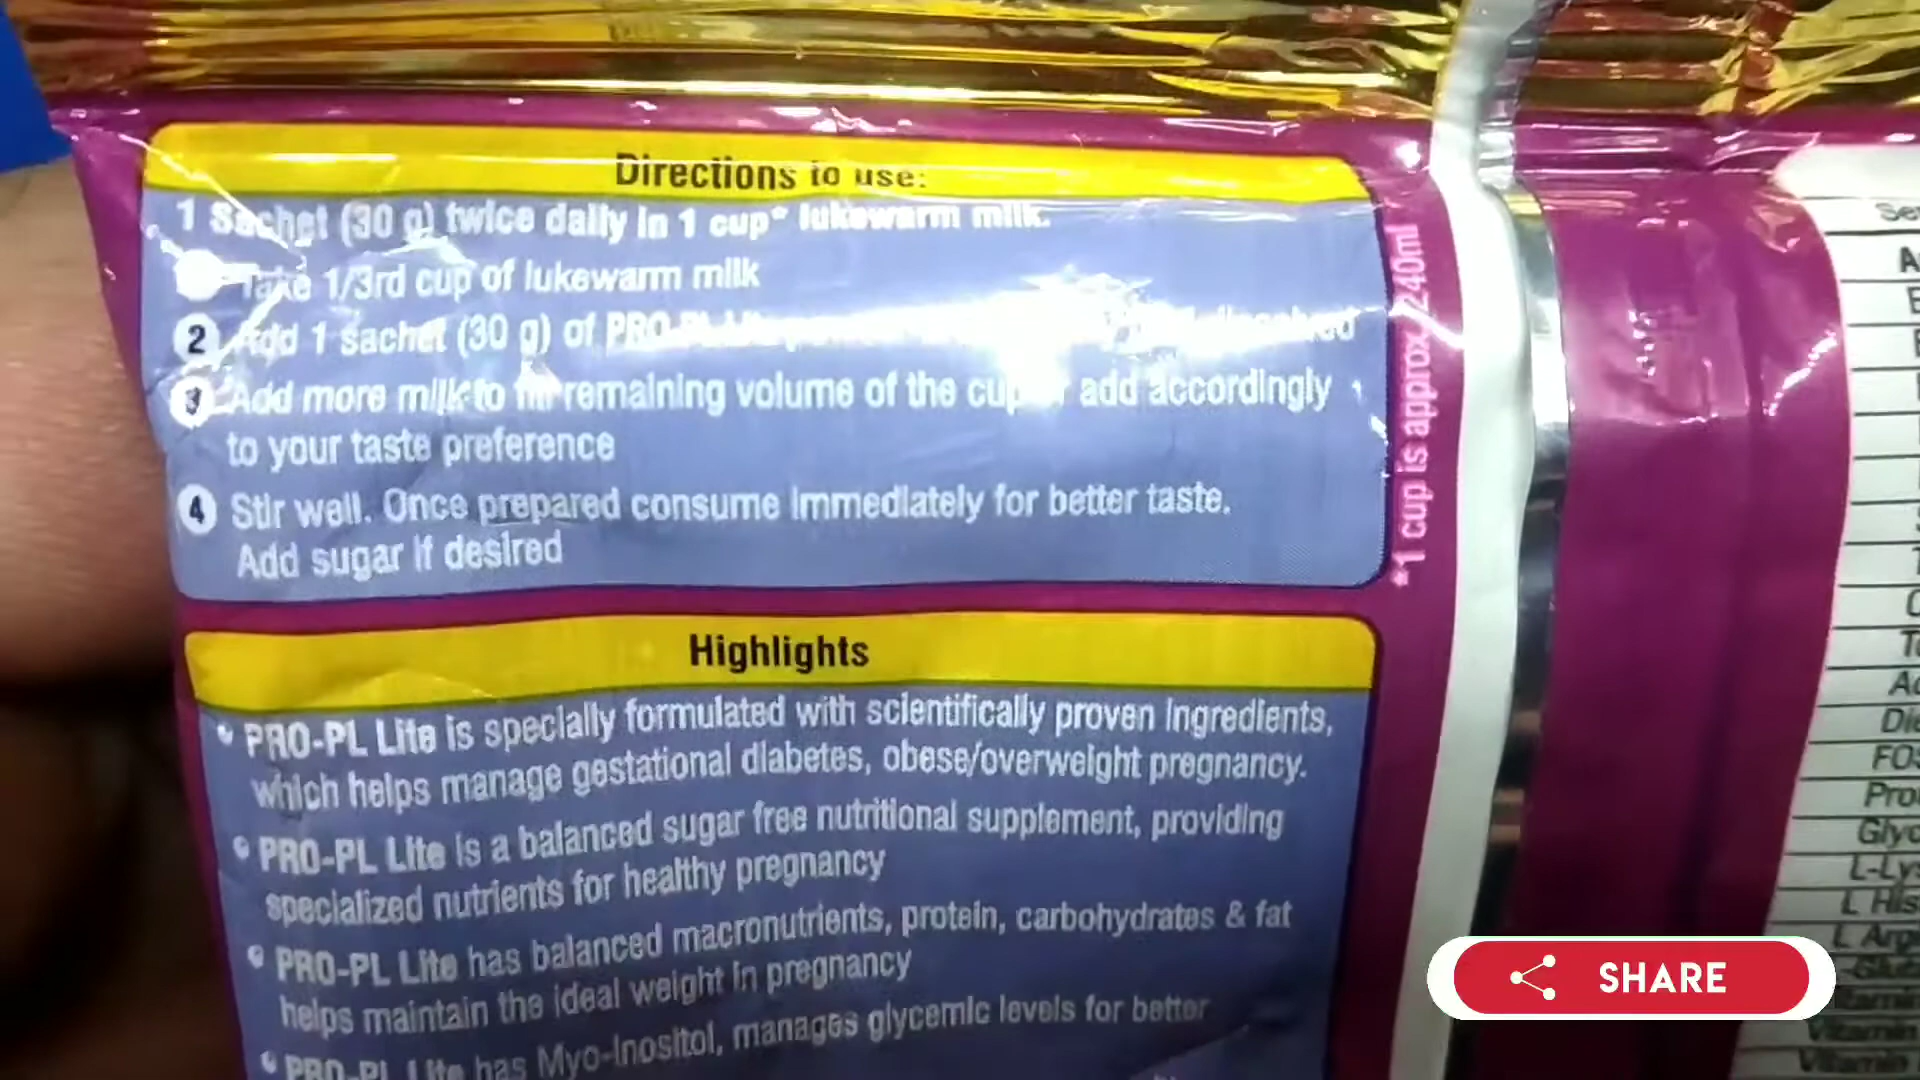 Directions to use:
1 Sachet (30 g) twice daily in 1 cup* lukewarm milk.
Take 1/3rd cup of lukewarm milk
2 Add 1 sachet (30 g) of PRO-PL Lite dissolved
3 Add more milk to remaining volume of the cup add accordingly
to your taste preference
4 Stir well. Once prepared consume immediately for better taste.
Add sugar if desired
*1 cup is approx. 240ml
Highlights
• PRO-PL Lite is specially formulated with scientifically proven ingredients,
which helps manage gestational diabetes, obese/overweight pregnancy.
• PRO-PL Lite is a balanced sugar free nutritional supplement, providing
specialized nutrients for healthy pregnancy
• PRO-PL Lite has balanced macronutrients, protein, carbohydrates & fat
helps maintain the ideal weight in pregnancy
• PRO-PL Lite has Myo-Inositol, manages glycemic levels for better
SHARE
Vitamin
Vitamin